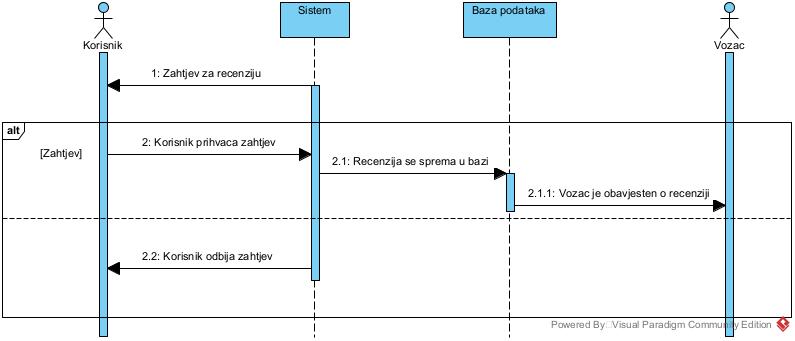 Korisnik
Sistem
Baza podataka
Vozac
1: Zahtjev za recenziju
alt
[Zahtjev]
2: Korisnik prihvaca zahtjev
2.1: Recenzija se sprema u bazi
2.1.1: Vozac je obavjesten o recenziji
2.2: Korisnik odbija zahtjev
Powered By Visual Paradigm Community Edition